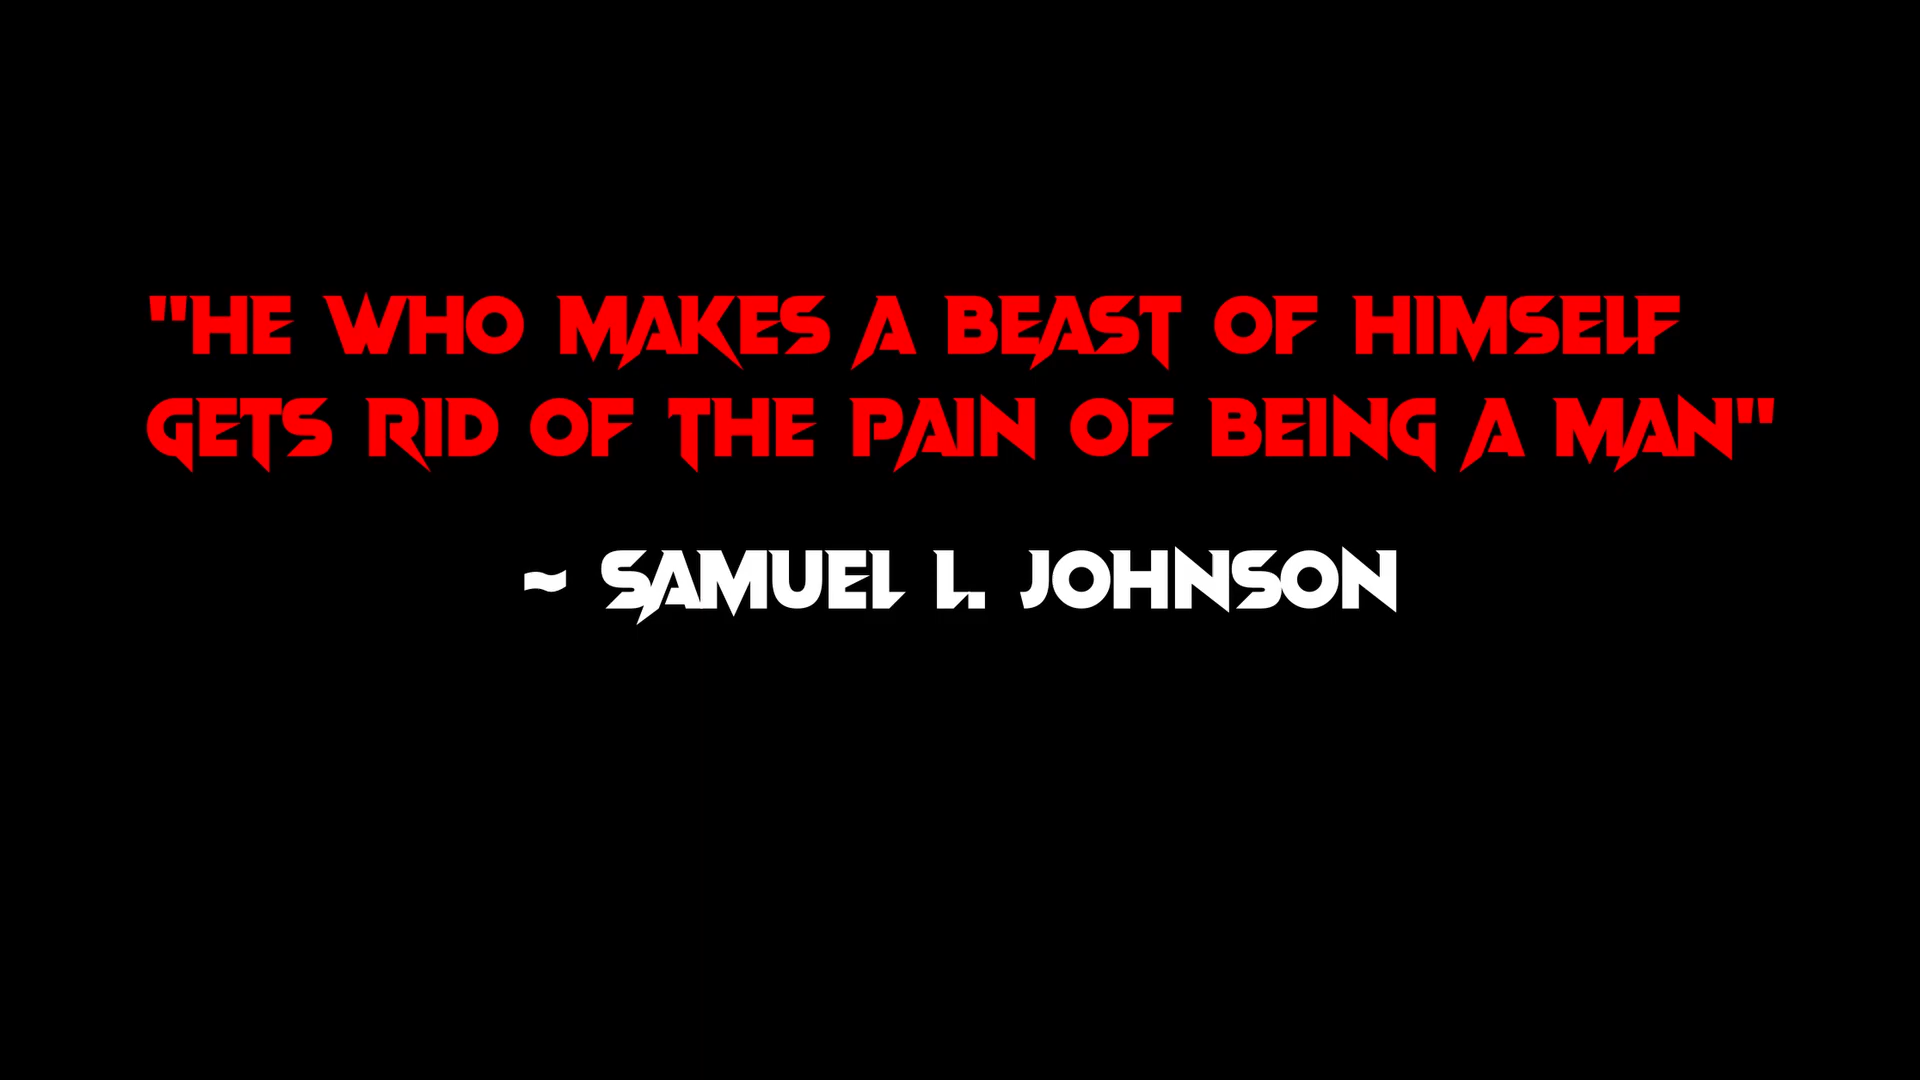 "HE WHO MAKES A BEAST OF HIMSELF
GETS RID OF THE PAIN OF BEING A MAN"
~ SAMUEL L. JOHNSON